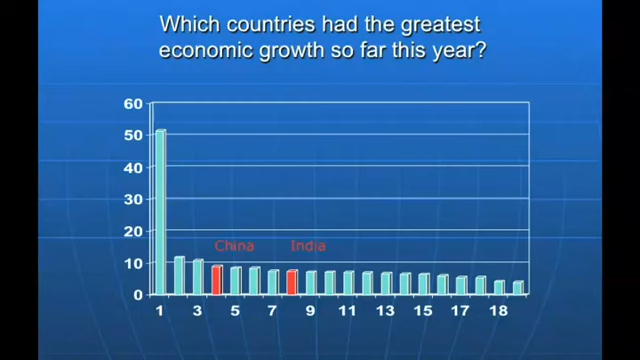 Which countries had the greatest
economic growth so far this year?
60
50
40
30
20
10
0
China India
1 3 5 7 9 11 13 15 17 18